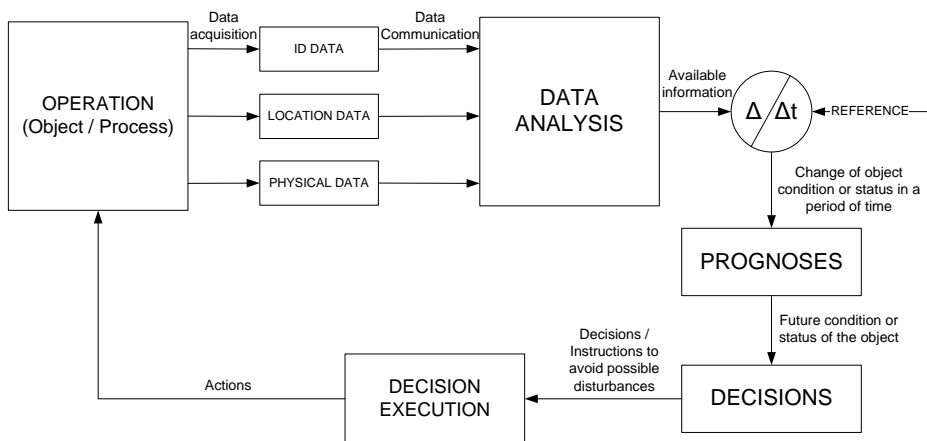 Data
acquisition
ID DATA
Data
Communication
OPERATION
(Object / Process)
LOCATION DATA
PHYSICAL DATA
DATA
ANALYSIS
Available
information
Δ / Δt
REFERENCE
Change of object
condition or status in a
period of time
PROGNOSES
Future condition or
status of the object
DECISIONS
Decisions /
Instructions to
avoid possible
disturbances
DECISION
EXECUTION
Actions